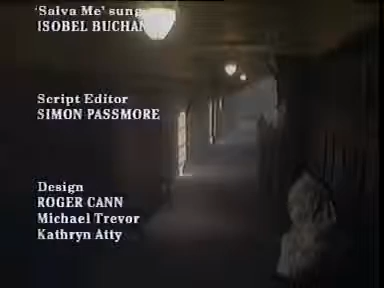 'Salva Me' sung
ISOBEL BUCHAN
Script Editor
SIMON PASSMORE
Design
ROGER CANN
Michael Trevor
Kathryn Atty